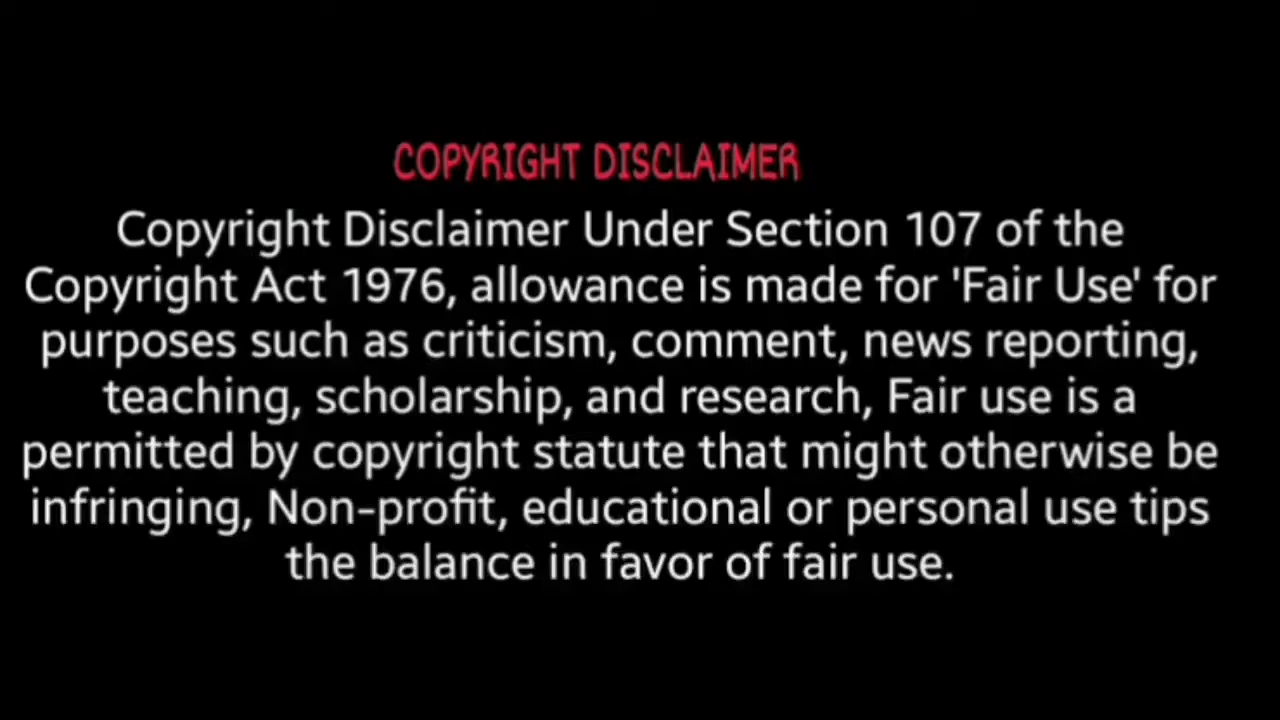 COPYRIGHT DISCLAIMER
Copyright Disclaimer Under Section 107 of the
Copyright Act 1976, allowance is made for 'Fair Use' for
purposes such as criticism, comment, news reporting,
teaching, scholarship, and research, Fair use is a
permitted by copyright statute that might otherwise be
infringing, Non-profit, educational or personal use tips
the balance in favor of fair use.